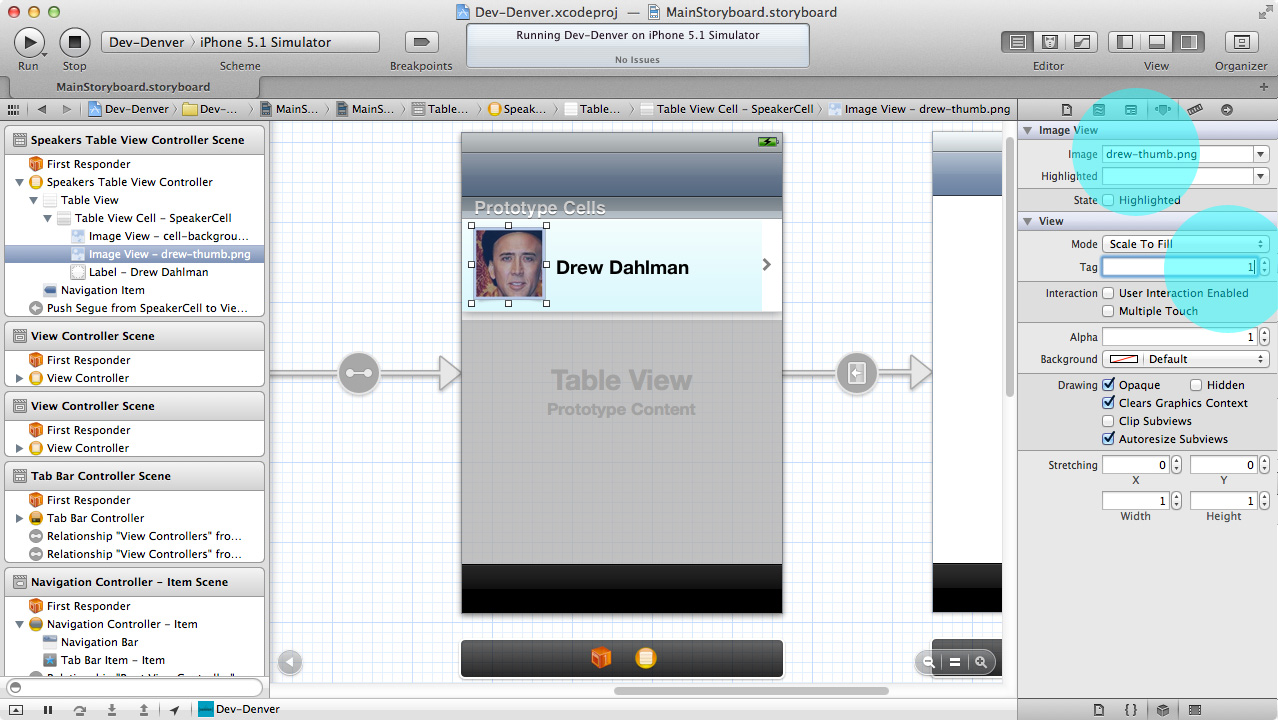 Dev-Denver.xcodeproj — MainStoryboard.storyboard
Run
Stop
Dev-Denver › iPhone 5.1 Simulator
Scheme
Breakpoints
Running Dev-Denver on iPhone 5.1 Simulator
No Issues
Editor
View
Organizer
MainStoryboard.storyboard
Dev-Denver
Dev-...
MainS...
MainS...
Table...
Speak...
Table...
Table View Cell – SpeakerCell
Image View – drew-thumb.png
Speakers Table View Controller Scene
First Responder
Speakers Table View Controller
Table View
Table View Cell – SpeakerCell
Image View – cell-backgrou...
Image View – drew-thumb.png
Label – Drew Dahlman
Navigation Item
Push Segue from SpeakerCell to Vie...
View Controller Scene
First Responder
View Controller
View Controller Scene
First Responder
View Controller
Tab Bar Controller Scene
First Responder
Tab Bar Controller
Relationship "View Controllers" fro...
Relationship "View Controllers" fro...
Navigation Controller – Item Scene
First Responder
Navigation Controller – Item
Navigation Bar
Tab Bar Item – Item
Prototype Cells
Drew Dahlman
Table View
Prototype Content
Image View
Image drew-thumb.png
Highlighted
State Highlighted
View
Mode Scale To Fill
Tag 1
Interaction User Interaction Enabled
Multiple Touch
Alpha 1
Background Default
Drawing Opaque Hidden
Clears Graphics Context
Clip Subviews
Autoresize Subviews
Stretching 0 0
X Y
1 1
Width Height
Dev-Denver